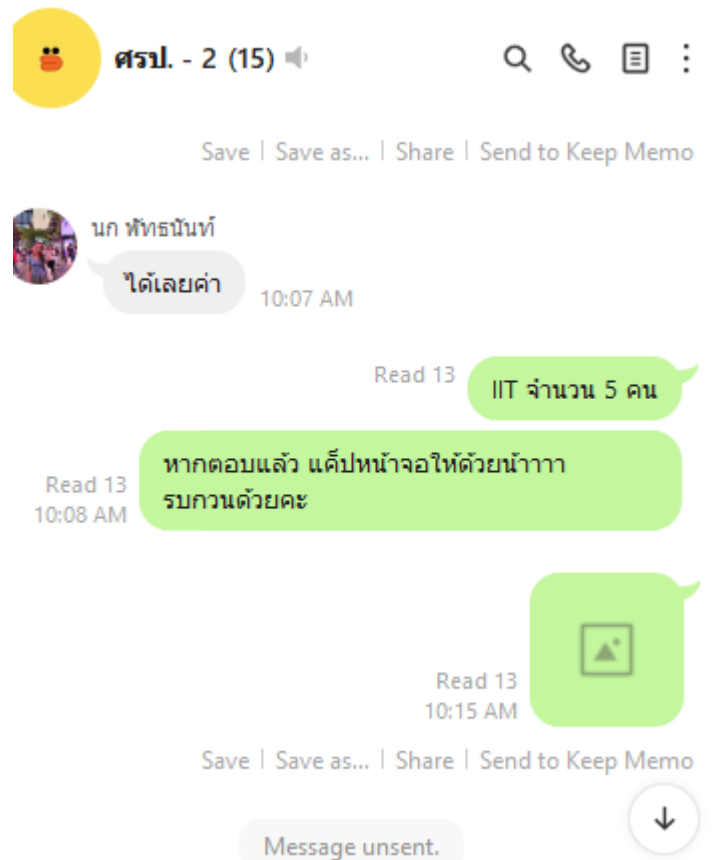 ศรป. - 2 (15)
Save | Save as... | Share | Send to Keep Memo
นก พัทธนันท์
ได้เลยค่า
10:07 AM
Read 13
IIT จำนวน 5 คน
หากตอบแล้ว แค็ปหน้าจอให้ด้วยน้าาาา
รบกวนด้วยคะ
Read 13
10:08 AM
Read 13
10:15 AM
Save | Save as... | Share | Send to Keep Memo
Message unsent.